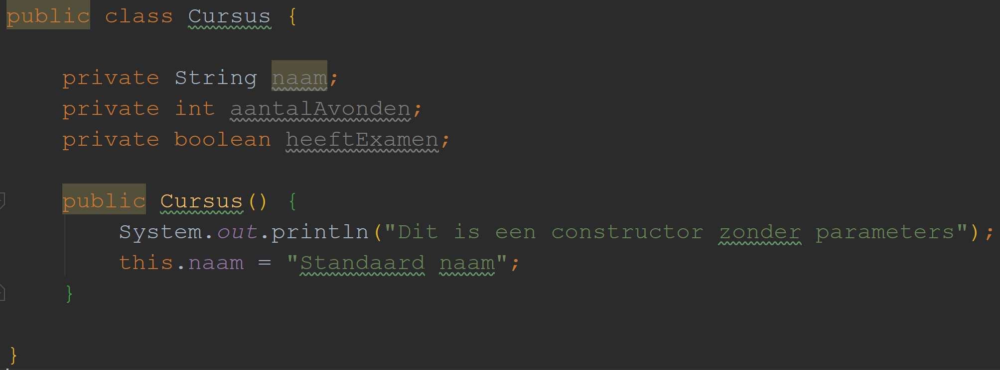 public class Cursus {
private String naam;
private int aantalAvonden;
private boolean heeftExamen;
public Cursus() {
System.out.println("Dit is een constructor zonder parameters");
this.naam = "Standaard naam";
}
}